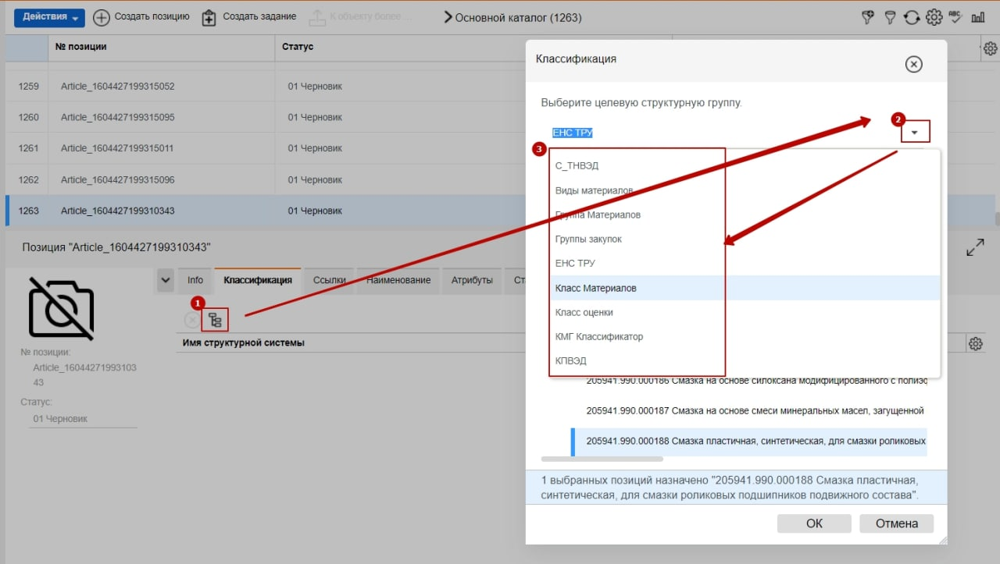 Действия
Создать позицию
Создать задание
К объекту более ...
Основной каталог (1263)
ABC
№ позиции
Статус
1259 Article_1604427199315052 01 Черновик
1260 Article_1604427199315095 01 Черновик
1261 Article_1604427199315011 01 Черновик
1262 Article_1604427199315096 01 Черновик
1263 Article_1604427199310343 01 Черновик
Позиция "Article_1604427199310343"
Info
Классификация
Ссылки
Наименование
Атрибуты
Ст
1
Имя структурной системы
№ позиции:
Article_16044271993103
43
Статус:
01 Черновик
Классификация
Выберите целевую структурную группу.
2
ЕНС ТРУ
3
С_ТНВЭД
Виды материалов
Группа Материалов
Группы закупок
ЕНС ТРУ
Класс Материалов
Класс оценки
КМГ Классификатор
КПВЭД
205941.990.000186 Смазка на основе силоксана модифицированного с полиэф
205941.990.000187 Смазка на основе смеси минеральных масел, загущенной
205941.990.000188 Смазка пластичная, синтетическая, для смазки роликовых
1 выбранных позиций назначено "205941.990.000188 Смазка пластичная,
синтетическая, для смазки роликовых подшипников подвижного состава".
ОК
Отмена